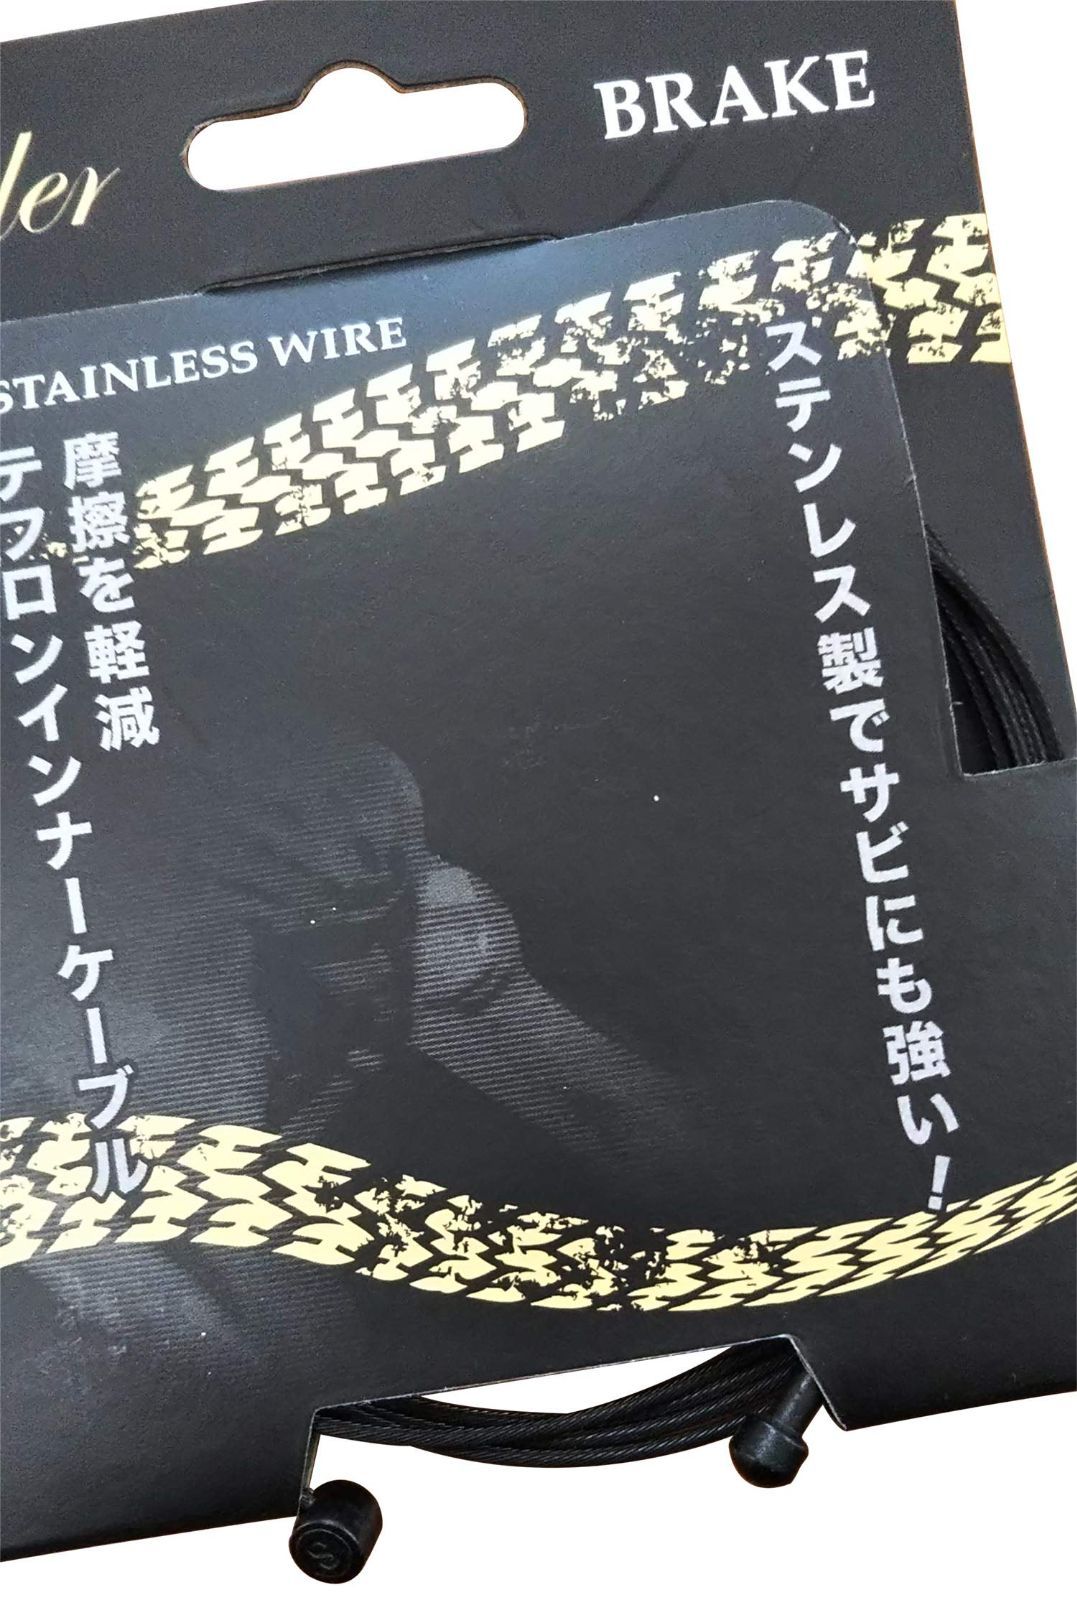 BRAKE
ler
STAINLESS WIRE
ステンレス製でサビにも強い!
摩擦を軽減
テフロンインナーケーブル
S